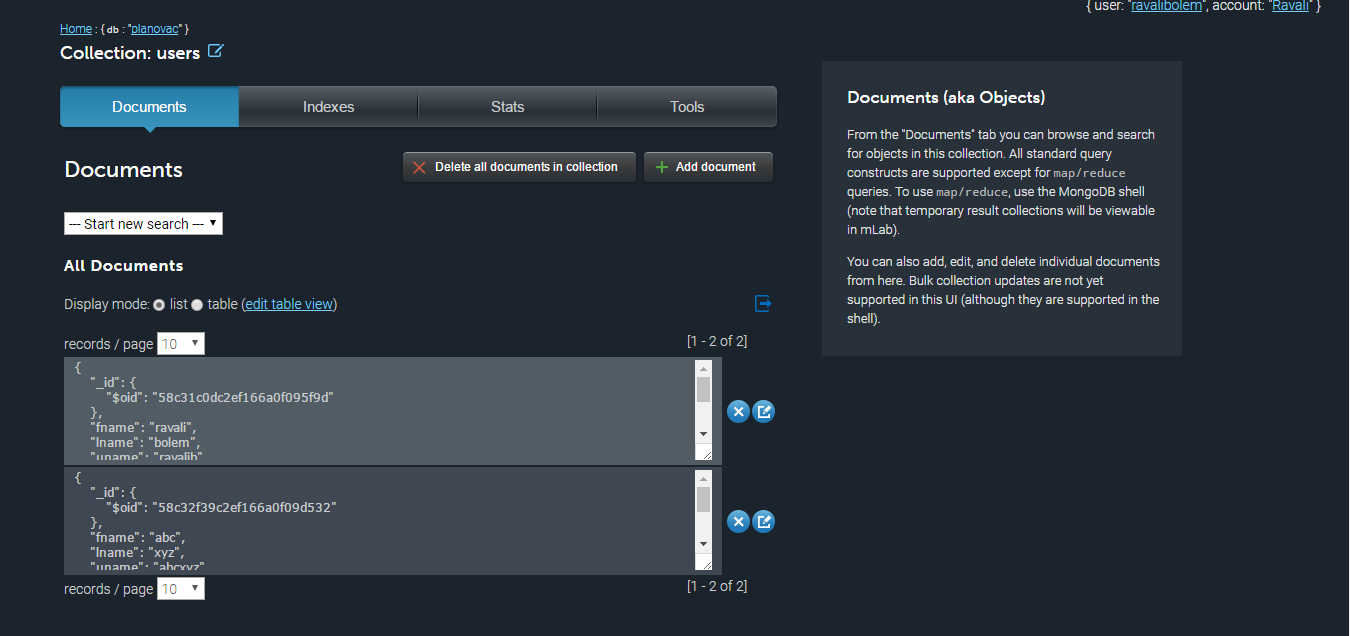 { user: "ravalibolem", account: "Ravali" }
Home : { db : "planovac" }
Collection: users
Documents
Indexes
Stats
Tools
Documents
Delete all documents in collection
Add document
--- Start new search ---
All Documents
Display mode: list table (edit table view)
records / page 10
[1 - 2 of 2]
{
"_id": {
"$oid": "58c31c0dc2ef166a0f095f9d"
},
"fname": "ravali",
"lname": "bolem",
"uname": "ravalib"
{
"_id": {
"$oid": "58c32f39c2ef166a0f09d532"
},
"fname": "abc",
"lname": "xyz",
"uname": "abcxyz"
records / page 10
[1 - 2 of 2]
Documents (aka Objects)
From the "Documents" tab you can browse and search
for objects in this collection. All standard query
constructs are supported except for map/reduce
queries. To use map/reduce, use the MongoDB shell
(note that temporary result collections will be viewable
in mLab).
You can also add, edit, and delete individual documents
from here. Bulk collection updates are not yet
supported in this UI (although they are supported in the
shell).